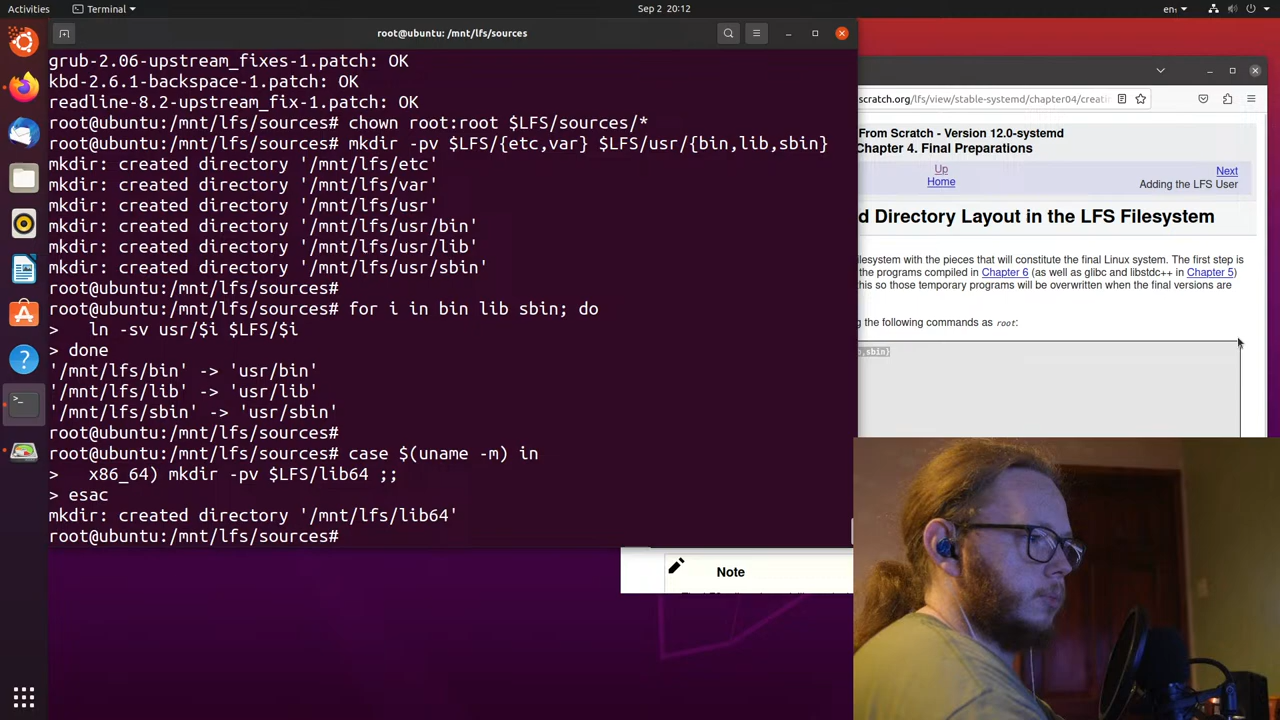 Activities
Terminal
Sep 2 20:12
en
root@ubuntu: /mnt/lfs/sources
grub-2.06-upstream_fixes-1.patch: OK
kbd-2.6.1-backspace-1.patch: OK
readline-8.2-upstream_fix-1.patch: OK
root@ubuntu:/mnt/lfs/sources# chown root:root $LFS/sources/*
root@ubuntu:/mnt/lfs/sources# mkdir -pv $LFS/{etc,var} $LFS/usr/{bin,lib,sbin}
mkdir: created directory '/mnt/lfs/etc'
mkdir: created directory '/mnt/lfs/var'
mkdir: created directory '/mnt/lfs/usr'
mkdir: created directory '/mnt/lfs/usr/bin'
mkdir: created directory '/mnt/lfs/usr/lib'
mkdir: created directory '/mnt/lfs/usr/sbin'
root@ubuntu:/mnt/lfs/sources#
root@ubuntu:/mnt/lfs/sources# for i in bin lib sbin; do
>   ln -sv usr/$i $LFS/$i
> done
'/mnt/lfs/bin' -> 'usr/bin'
'/mnt/lfs/lib' -> 'usr/lib'
'/mnt/lfs/sbin' -> 'usr/sbin'
root@ubuntu:/mnt/lfs/sources#
root@ubuntu:/mnt/lfs/sources# case $(uname -m) in
>   x86_64) mkdir -pv $LFS/lib64 ;;
> esac
mkdir: created directory '/mnt/lfs/lib64'
root@ubuntu:/mnt/lfs/sources#
scratch.org/lfs/view/stable-systemd/chapter04/creati
From Scratch - Version 12.0-systemd
Chapter 4. Final Preparations
Up
Next
Home
Adding the LFS User
d Directory Layout in the LFS Filesystem
lesystem with the pieces that will constitute the final Linux system. The first step is
the programs compiled in Chapter 6 (as well as glibc and libstdc++ in Chapter 5)
this so those temporary programs will be overwritten when the final versions are
g the following commands as root:
,sbin}
Note